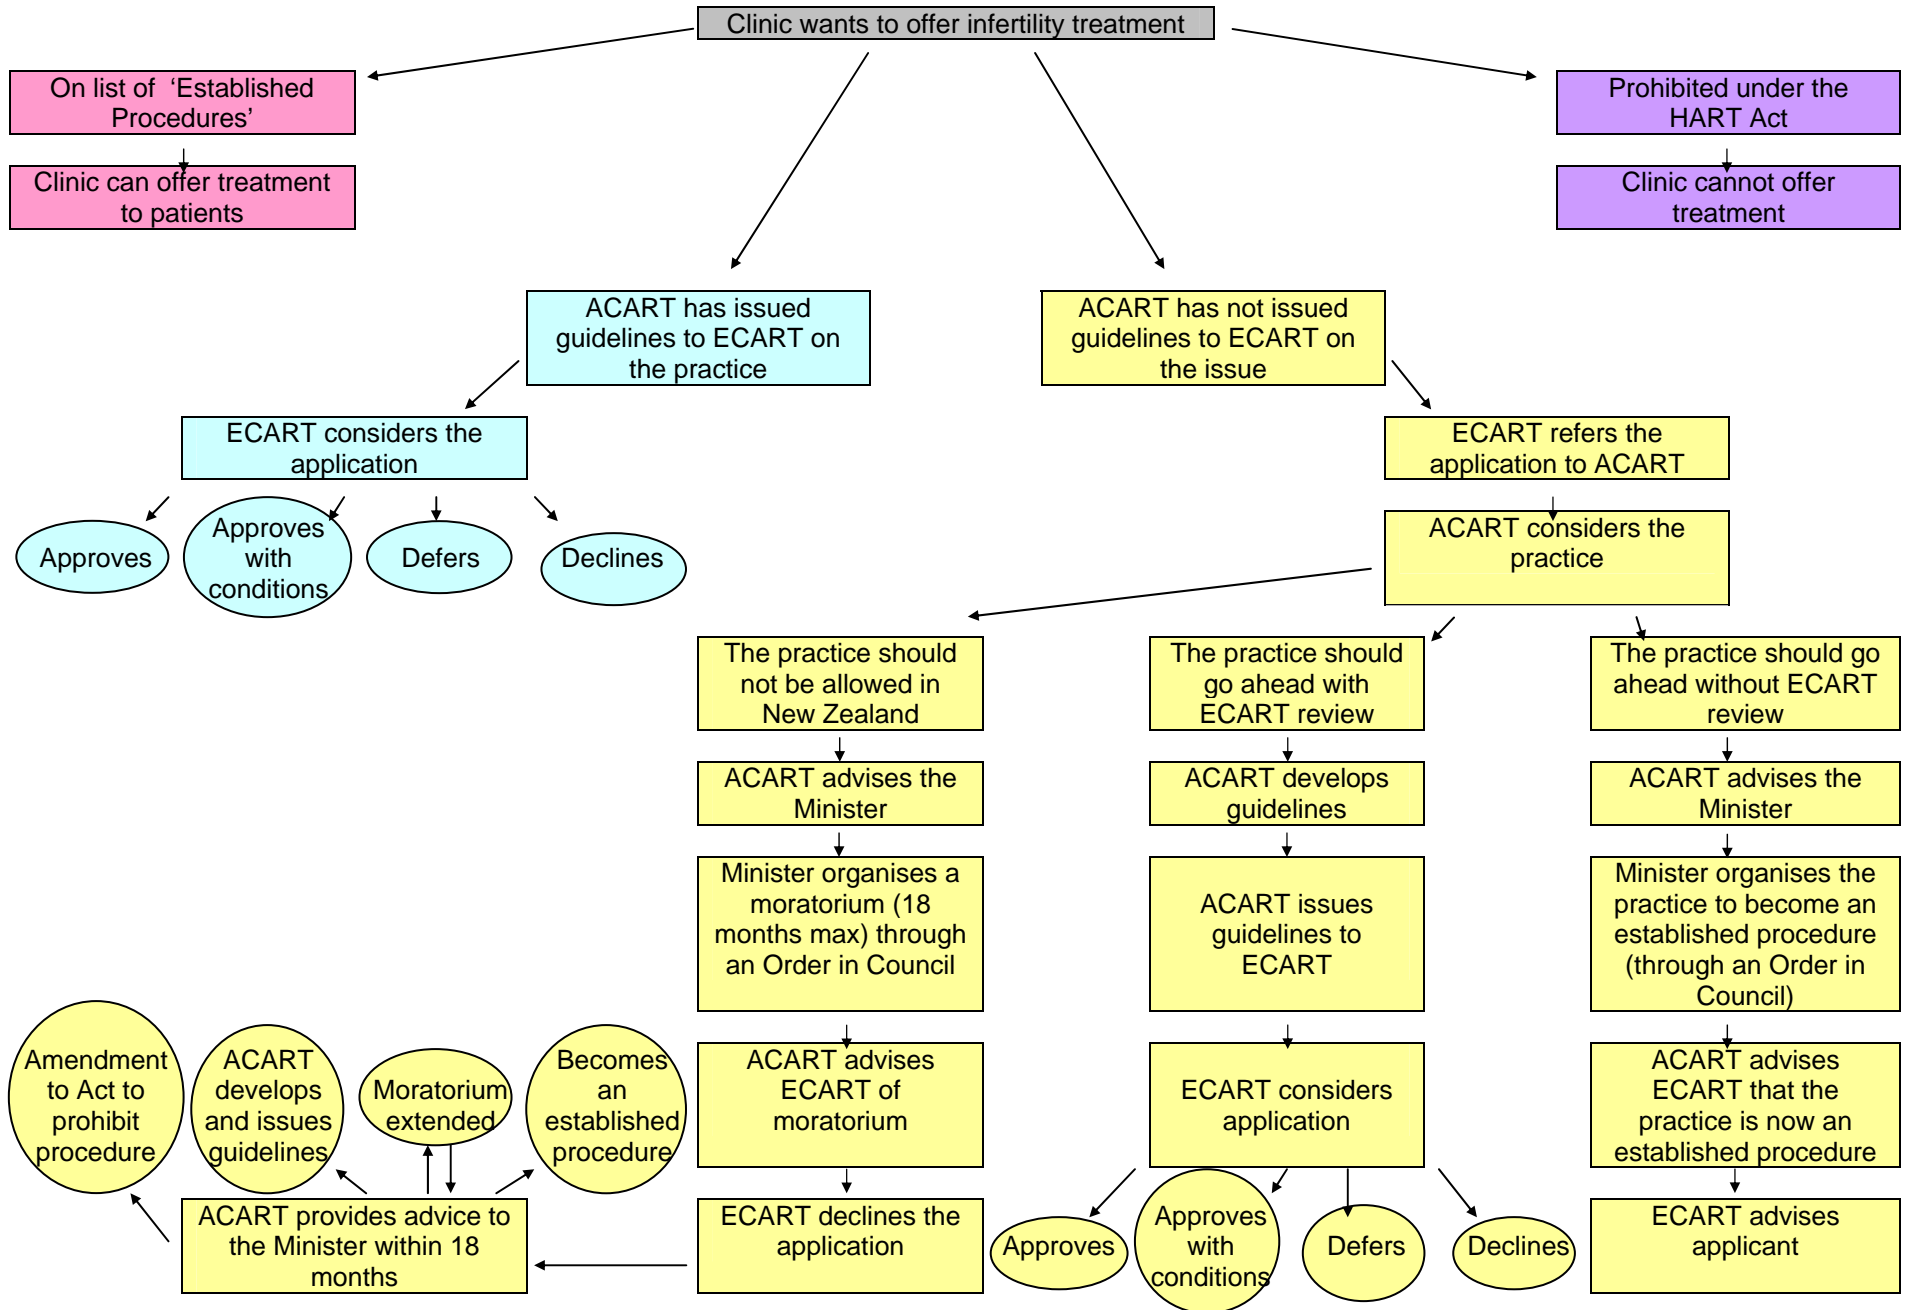 Clinic wants to offer infertility treatment
On list of ‘Established
Procedures’
Prohibited under the
HART Act
Clinic can offer treatment
to patients
Clinic cannot offer
treatment
ACART has issued
guidelines to ECART on
the practice
ACART has not issued
guidelines to ECART on
the issue
ECART considers the
application
ECART refers the
application to ACART
Approves
Approves
with
conditions
Defers
Declines
ACART considers the
practice
The practice should
not be allowed in
New Zealand
The practice should
go ahead with
ECART review
The practice should go
ahead without ECART
review
ACART advises the
Minister
ACART develops
guidelines
ACART advises the
Minister
Minister organises a
moratorium (18
months max) through
an Order in Council
ACART issues
guidelines to
ECART
Minister organises the
practice to become an
established procedure
(through an Order in
Council)
Amendment
to Act to
prohibit
procedure
ACART
develops
and issues
guidelines
Moratorium
extended
Becomes
an
established
procedure
ACART advises
ECART of
moratorium
ECART considers
application
ACART advises
ECART that the
practice is now an
established procedure
ACART provides advice to
the Minister within 18
months
ECART declines the
application
Approves
Approves
with
conditions
Defers
Declines
ECART advises
applicant